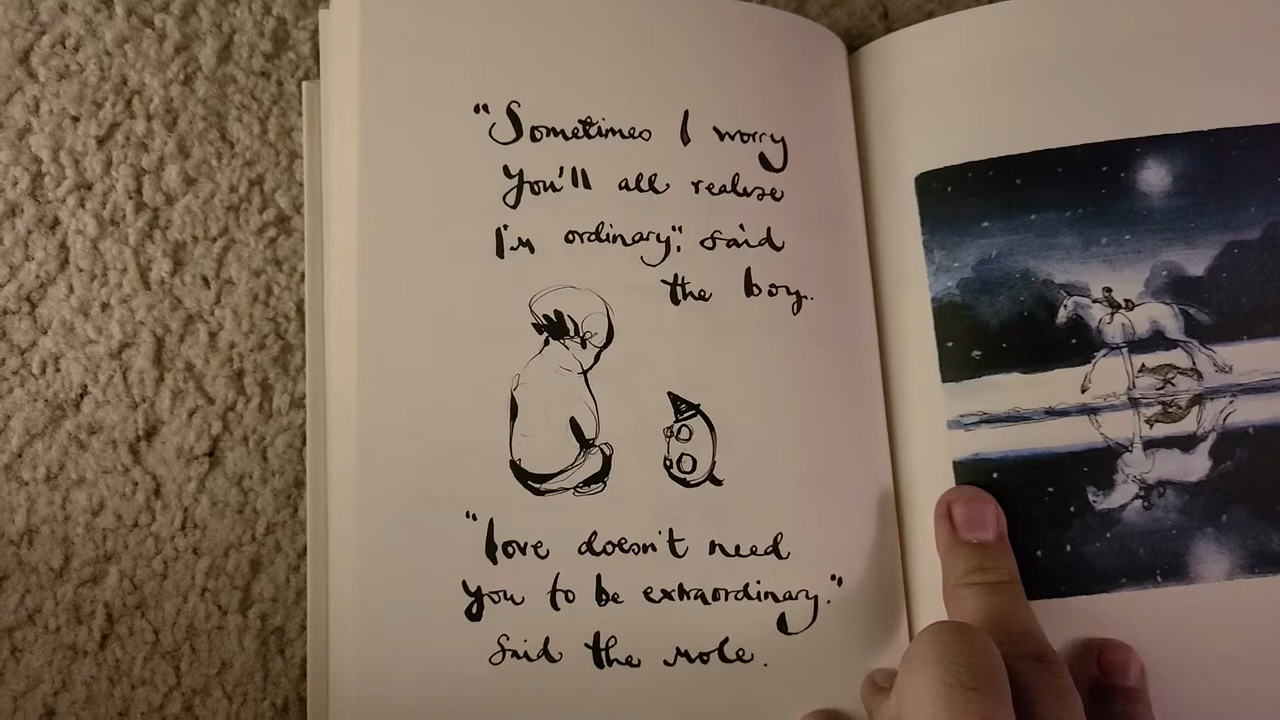 "Sometimes I worry
You'll all realise
I'm ordinary", said
the boy.
"love doesn't need
you to be extraordinary."
said the mole.